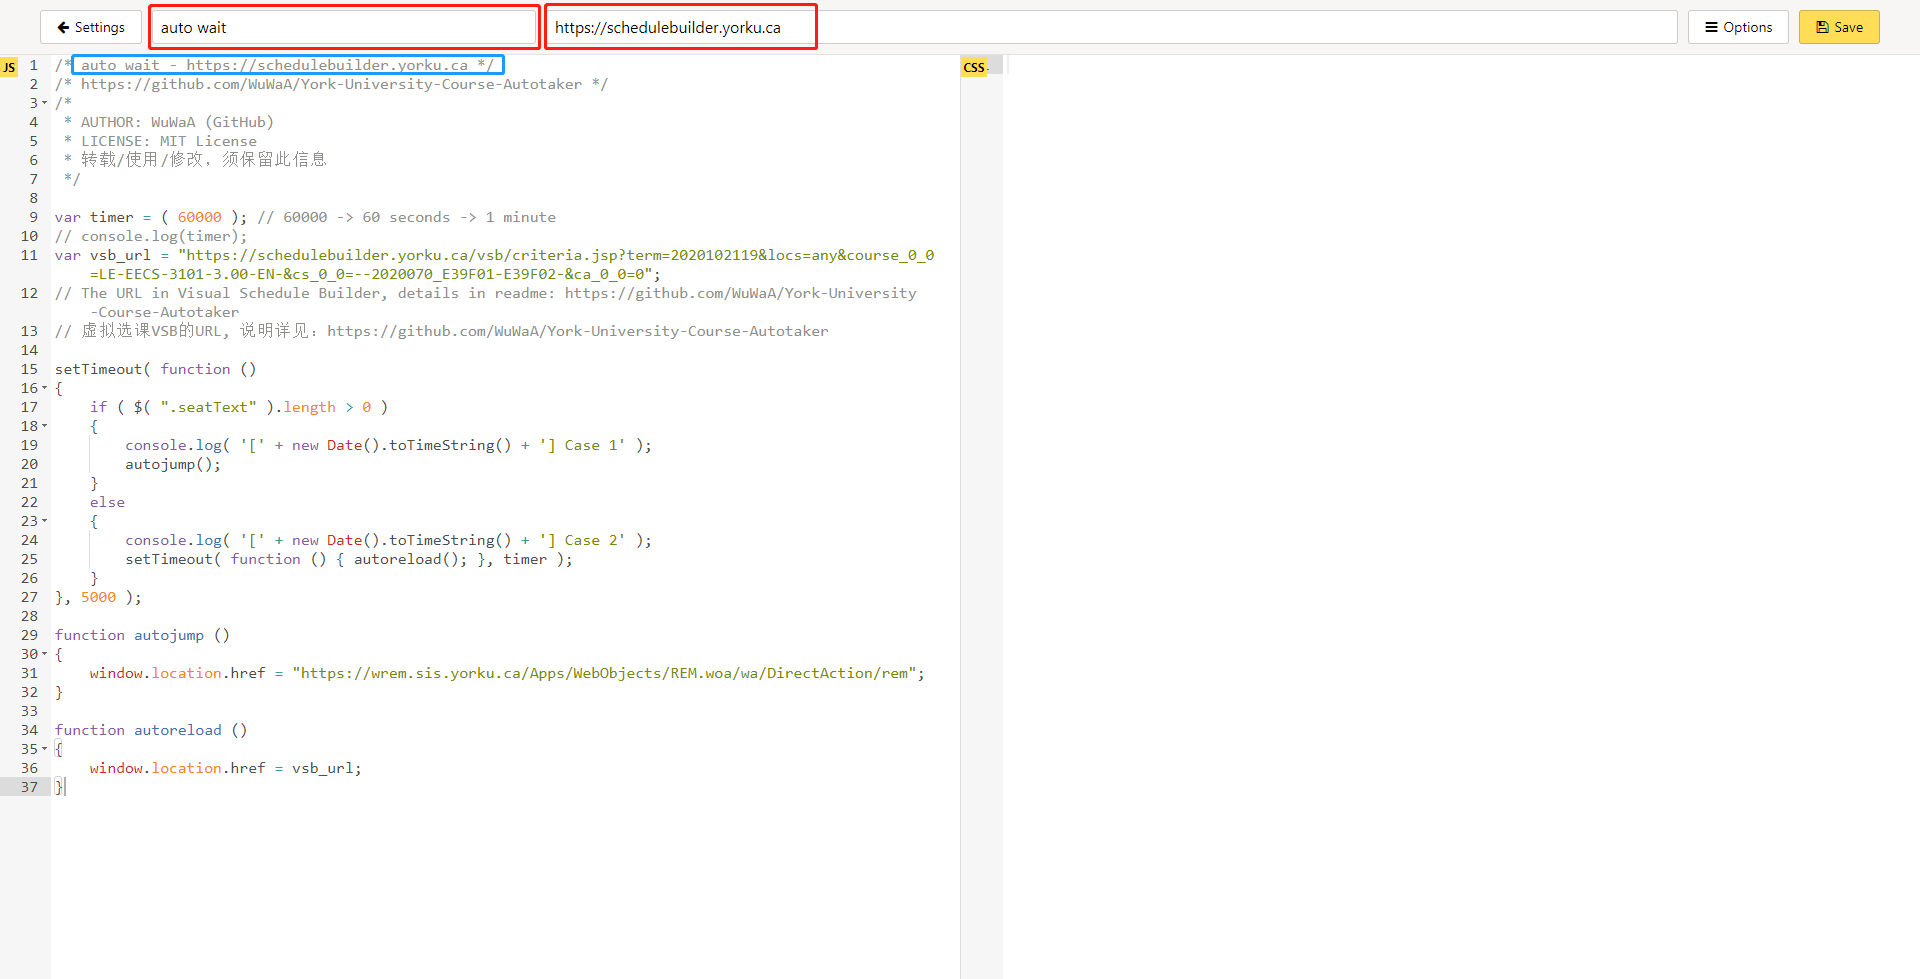 Settings
auto wait
https://schedulebuilder.yorku.ca
Options
Save
JS
1 /* auto wait - https://schedulebuilder.yorku.ca */
2 /* https://github.com/WuWaA/York-University-Course-Autotaker */
3 /*
4  * AUTHOR: WuWaA (GitHub)
5  * LICENSE: MIT License
6  * 转载/使用/修改，须保留此信息
7  */
8
9 var timer = ( 60000 ); // 60000 -> 60 seconds -> 1 minute
10 // console.log(timer);
11 var vsb_url = "https://schedulebuilder.yorku.ca/vsb/criteria.jsp?term=2020102119&locs=any&course_0_0
=LE-EECS-3101-3.00-EN-&cs_0_0=--2020070_E39F01-E39F02-&ca_0_0=0";
12 // The URL in Visual Schedule Builder, details in readme: https://github.com/WuWaA/York-University
-Course-Autotaker
13 // 虚拟选课VSB的URL, 说明详见：https://github.com/WuWaA/York-University-Course-Autotaker
14
15 setTimeout( function ()
16 {
17     if ( $( ".seatText" ).length > 0 )
18     {
19         console.log( '[' + new Date().toTimeString() + '] Case 1' );
20         autojump();
21     }
22     else
23     {
24         console.log( '[' + new Date().toTimeString() + '] Case 2' );
25         setTimeout( function () { autoreload(); }, timer );
26     }
27 }, 5000 );
28
29 function autojump ()
30 {
31     window.location.href = "https://wrem.sis.yorku.ca/Apps/WebObjects/REM.woa/wa/DirectAction/rem";
32 }
33
34 function autoreload ()
35 {
36     window.location.href = vsb_url;
37 }
CSS